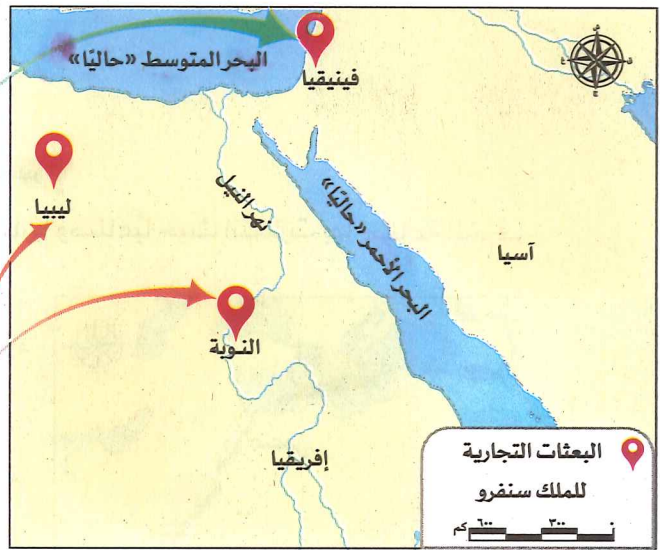 البحر المتوسط «حاليًا»
فينيقيا
ليبيا
نهر النيل
البحر الأحمر «حاليًا»
آسيا
النوبة
إفريقيا
البعثات التجارية
للملك سنفرو
٦٠٠ ٣٠٠ كم